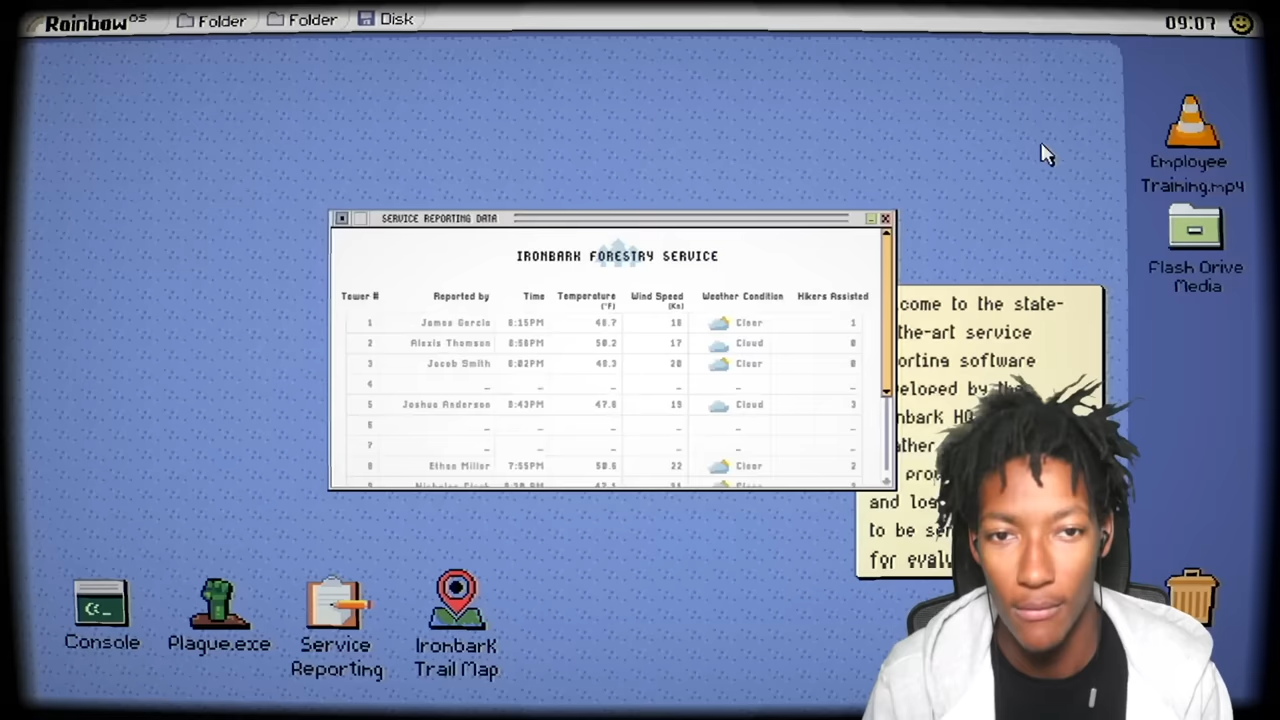 RainbowOS Folder Folder Disk 09:07
Employee
Training.mp4
Flash Drive
Media
SERVICE REPORTING DATA
IRONBARK FORESTRY SERVICE
Tower # Reported by Time Temperature Wind Speed Weather Condition Hikers Assisted
(°F) (Kn)
1 James Garcia 8:15PM 48.7 18 Clear 1
2 Alexis Thomson 8:58PM 50.2 17 Cloud 0
3 Jacob Smith 8:02PM 48.3 20 Clear 0
4 – – – – – –
5 Joshua Anderson 8:43PM 47.6 19 Cloud 3
6 – – – – – –
7 – – – – – –
8 Ethan Miller 7:55PM 50.6 22 Clear 2
come to the state-
the-art service
orting software
by
HQ
and
to be
for
Console
Plague.exe
Service
Reporting
Ironbark
Trail Map